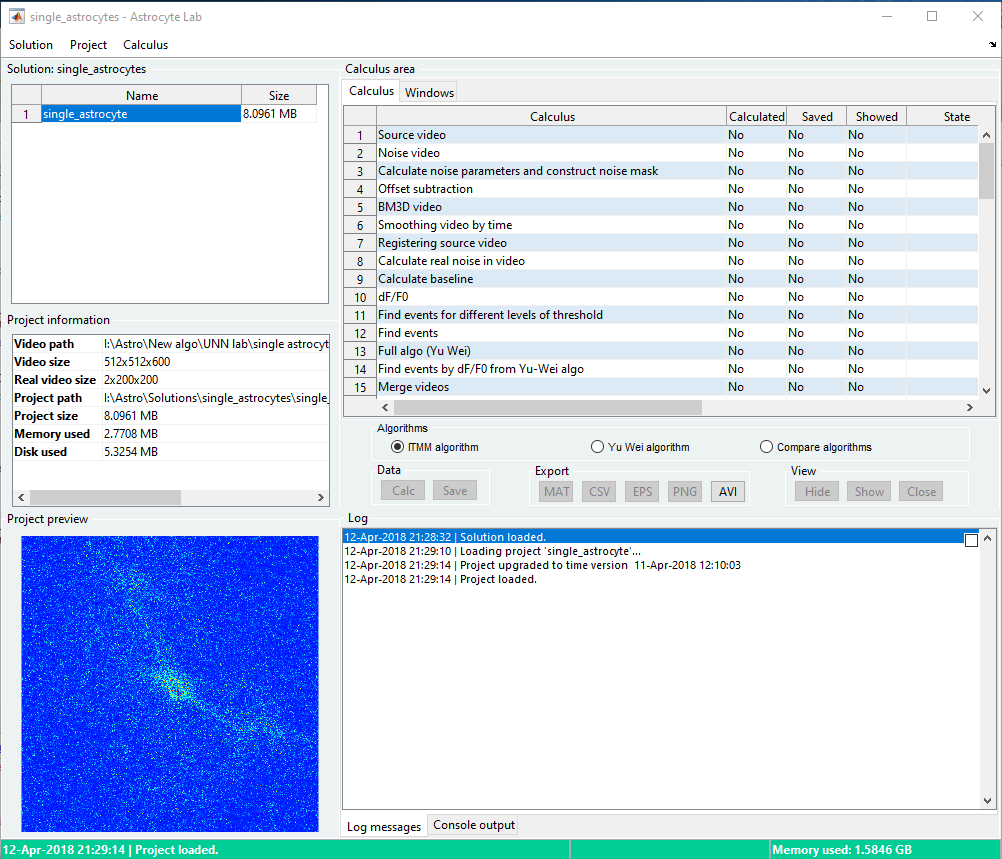 single_astrocytes - Astrocyte Lab
Solution Project Calculus
Solution: single_astrocytes
Name Size
1 single_astrocyte 8.0961 MB
Project information
Video path I:\Astro\New algo\UNN lab\single astrocyt
Video size 512x512x600
Real video size 2x200x200
Project path I:\Astro\Solutions\single_astrocytes\single_
Project size 8.0961 MB
Memory used 2.7708 MB
Disk used 5.3254 MB
Project preview
Calculus area
Calculus Windows
Calculus Calculated Saved Showed State
1 Source video No No No
2 Noise video No No No
3 Calculate noise parameters and construct noise mask No No No
4 Offset subtraction No No No
5 BM3D video No No No
6 Smoothing video by time No No No
7 Registering source video No No No
8 Calculate real noise in video No No No
9 Calculate baseline No No No
10 dF/F0 No No No
11 Find events for different levels of threshold No No No
12 Find events No No No
13 Full algo (Yu Wei) No No No
14 Find events by dF/F0 from Yu-Wei algo No No No
15 Merge videos No No No
Algorithms
ITMM algorithm Yu Wei algorithm Compare algorithms
Data Export View
Calc Save MAT CSV EPS PNG AVI Hide Show Close
Log
12-Apr-2018 21:28:32 | Solution loaded.
12-Apr-2018 21:29:10 | Loading project 'single_astrocyte'...
12-Apr-2018 21:29:14 | Project upgraded to time version 11-Apr-2018 12:10:03
12-Apr-2018 21:29:14 | Project loaded.
Log messages Console output
12-Apr-2018 21:29:14 | Project loaded. Memory used: 1.5846 GB